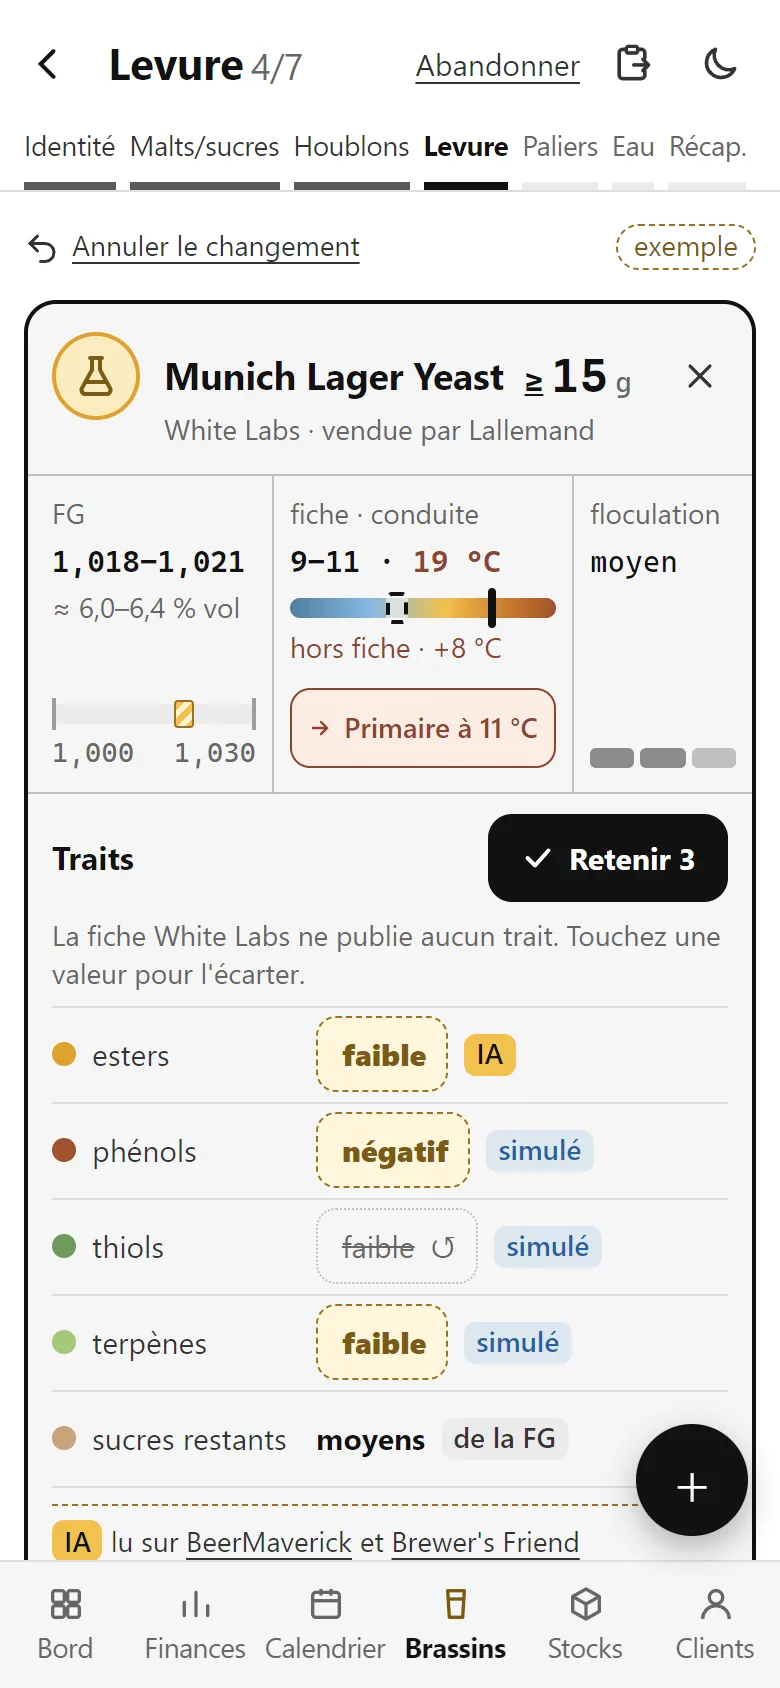 Levure 4/7 Abandonner
Identité Malts/sucres Houblons Levure Paliers Eau Récap.
Annuler le changement exemple
Munich Lager Yeast ≥ 15 g
White Labs · vendue par Lallemand
FG fiche · conduite floculation
1,018–1,021 9–11 · 19 °C moyen
≈ 6,0–6,4 % vol
hors fiche · +8 °C
→ Primaire à 11 °C
1,000 1,030
Traits Retenir 3
La fiche White Labs ne publie aucun trait. Touchez une
valeur pour l'écarter.
esters faible IA
phénols négatif simulé
thiols faible simulé
terpènes faible simulé
sucres restants moyens de la FG
IA lu sur BeerMaverick et Brewer's Friend
Bord Finances Calendrier Brassins Stocks Clients